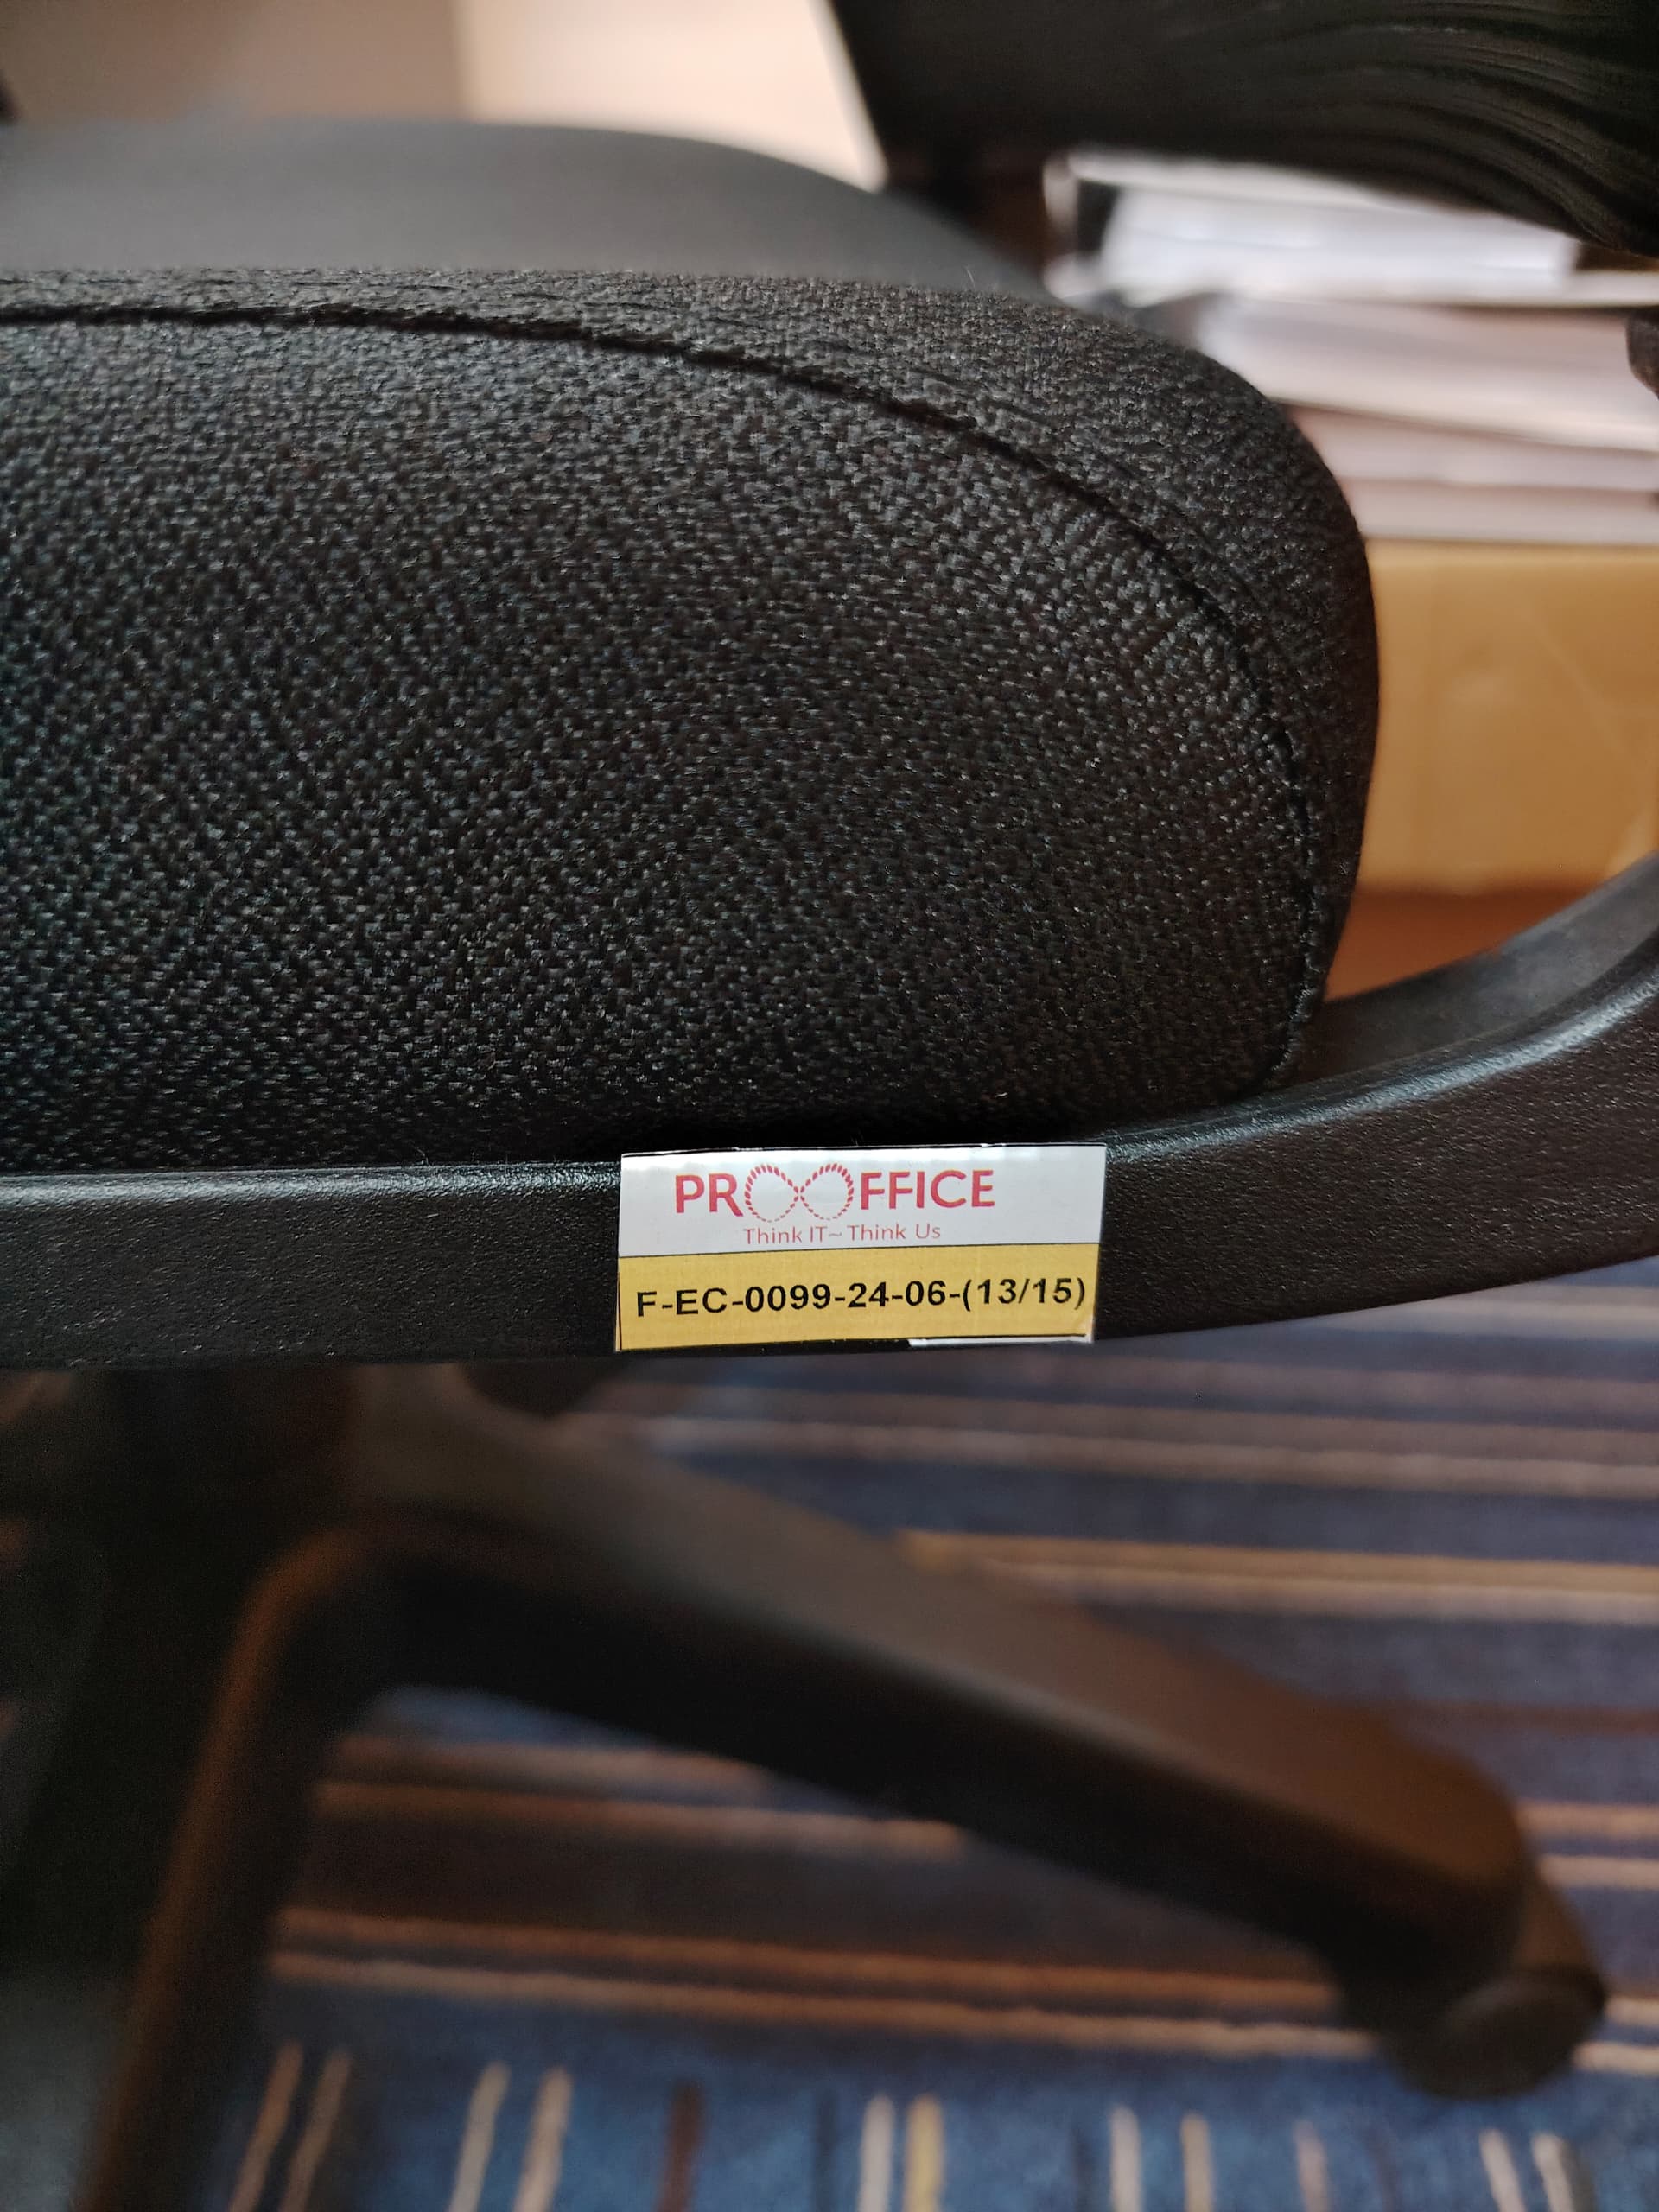 PROOFFICE
Think IT~ Think Us
F-EC-0099-24-06-(13/15)